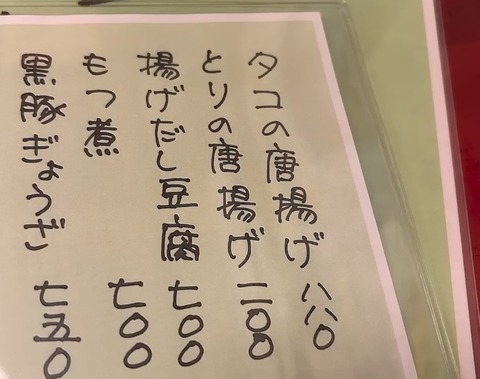 タコの唐揚げ 八八〇
とりの唐揚げ 二〇〇
揚げだし豆腐 七〇〇
もつ煮 七〇〇
黒豚ぎょうざ 七五〇